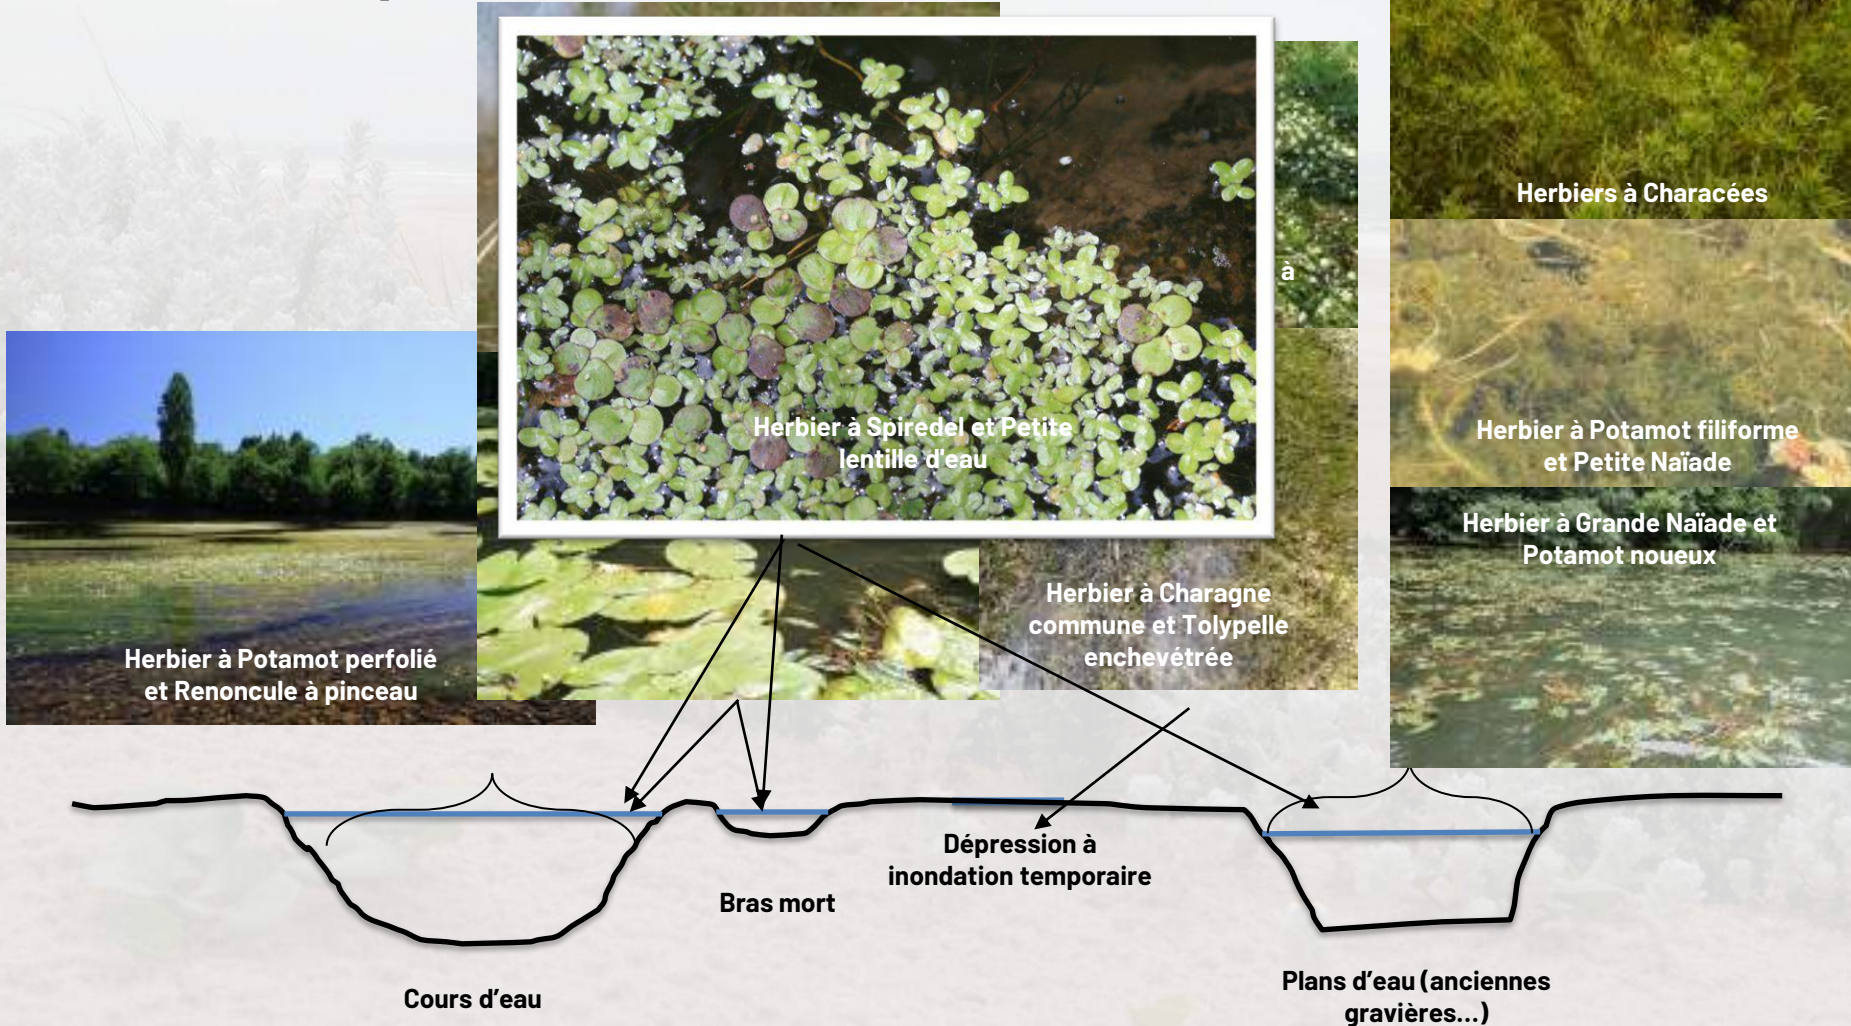 Herbiers à Characées
à
Herbier à Spiredel et Petite
lentille d'eau
Herbier à Potamot filiforme
et Petite Naïade
Herbier à Grande Naïade et
Potamot noueux
Herbier à Charagne
commune et Tolypelle
enchevétrée
Herbier à Potamot perfolié
et Renoncule à pinceau
Dépression à
inondation temporaire
Bras mort
Cours d’eau
Plans d’eau (anciennes
gravières…)